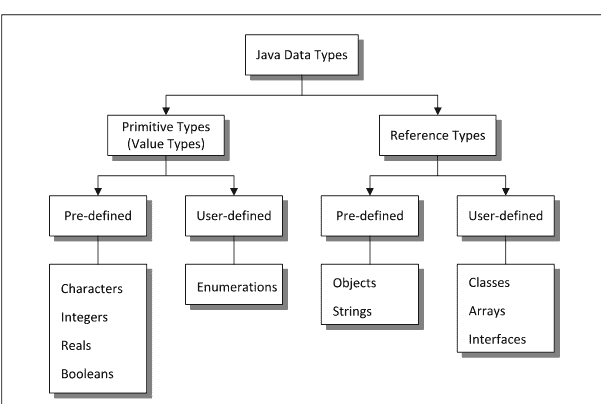 Java Data Types
Primitive Types
(Value Types)
Reference Types
Pre-defined
User-defined
Pre-defined
User-defined
Characters
Integers
Reals
Booleans
Enumerations
Objects
Strings
Classes
Arrays
Interfaces